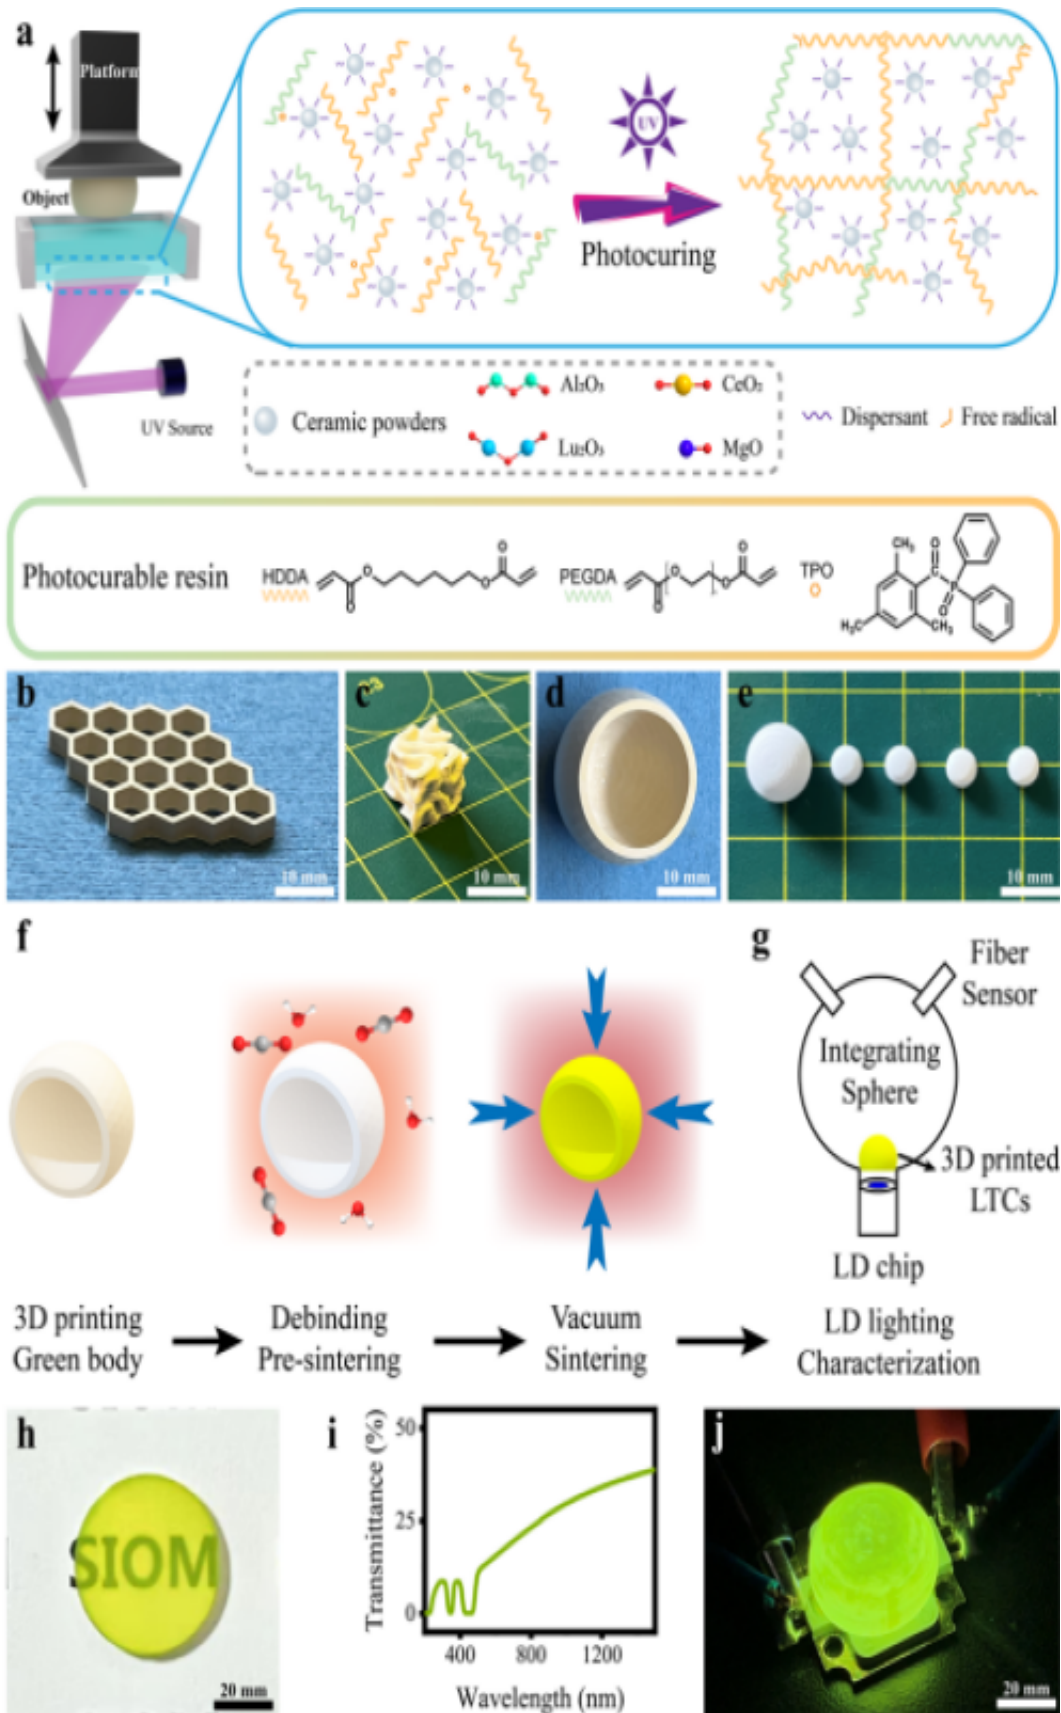 a
Platform
Object
UV Source
UV
Photocuring
Ceramic powders
Al₂O₃
CeO₂
Lu₂O₃
MgO
Dispersant
Free radical
Photocurable resin
HDDA
O
O
O
O
PEGDA
O
O
O
O
TPO
O
CH₃
O
O
P
H₃C
CH₃
b
10 mm
c
10 mm
d
10 mm
e
10 mm
f
3D printing
Green body
Debinding
Pre-sintering
Vacuum
Sintering
LD lighting
Characterization
g
Fiber
Sensor
Integrating
Sphere
3D printed
LTCs
LD chip
h
SIOM
20 mm
i
Transmittance (%)
50
25
0
400
800
1200
Wavelength (nm)
j
20 mm